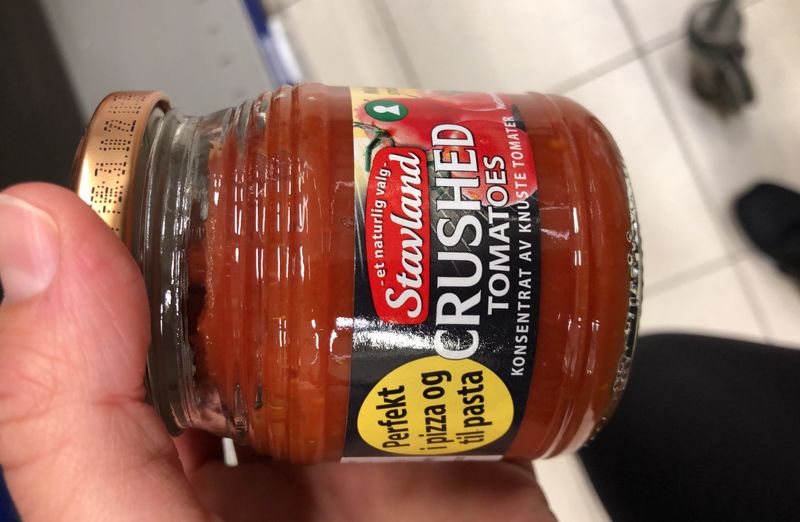 - et naturlig valg -
Stavland
CRUSHED
TOMATOES
KONSENTRAT AV KNUSTE TOMATER
Perfekt
i pizza og
til pasta